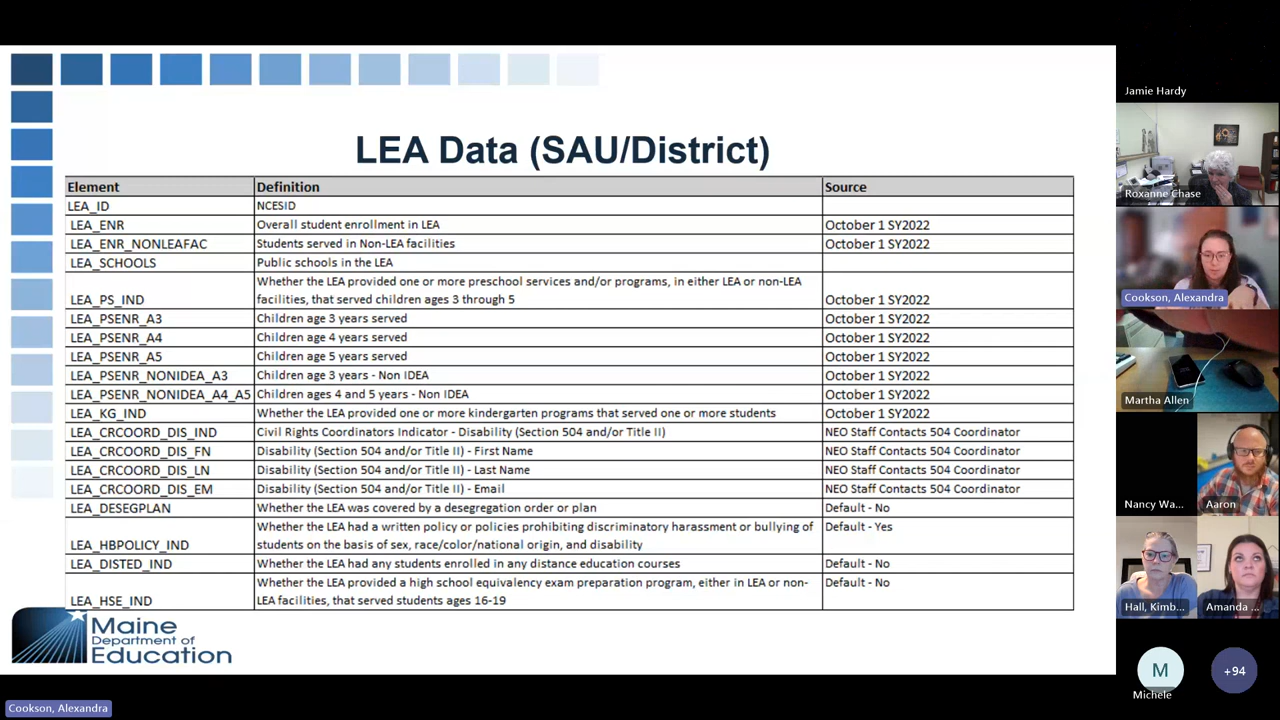 LEA Data (SAU/District)
Element Definition Source
LEA_ID NCESID
LEA_ENR Overall student enrollment in LEA October 1 SY2022
LEA_ENR_NONLEAFAC Students served in Non-LEA facilities October 1 SY2022
LEA_SCHOOLS Public schools in the LEA
Whether the LEA provided one or more preschool services and/or programs, in either LEA or non-LEA
LEA_PS_IND facilities, that served children ages 3 through 5 October 1 SY2022
LEA_PSENR_A3 Children age 3 years served October 1 SY2022
LEA_PSENR_A4 Children age 4 years served October 1 SY2022
LEA_PSENR_A5 Children age 5 years served October 1 SY2022
LEA_PSENR_NONIDEA_A3 Children age 3 years - Non IDEA October 1 SY2022
LEA_PSENR_NONIDEA_A4_A5 Children ages 4 and 5 years - Non IDEA October 1 SY2022
LEA_KG_IND Whether the LEA provided one or more kindergarten programs that served one or more students October 1 SY2022
LEA_CRCOORD_DIS_IND Civil Rights Coordinators Indicator - Disability (Section 504 and/or Title II) NEO Staff Contacts 504 Coordinator
LEA_CRCOORD_DIS_FN Disability (Section 504 and/or Title II) - First Name NEO Staff Contacts 504 Coordinator
LEA_CRCOORD_DIS_LN Disability (Section 504 and/or Title II) - Last Name NEO Staff Contacts 504 Coordinator
LEA_CRCOORD_DIS_EM Disability (Section 504 and/or Title II) - Email NEO Staff Contacts 504 Coordinator
LEA_DESEGPLAN Whether the LEA was covered by a desegregation order or plan Default - No
Whether the LEA had a written policy or policies prohibiting discriminatory harassment or bullying of Default - Yes
LEA_HBPOLICY_IND students on the basis of sex, race/color/national origin, and disability
LEA_DISTED_IND Whether the LEA had any students enrolled in any distance education courses Default - No
Whether the LEA provided a high school equivalency exam preparation program, either in LEA or non- Default - No
LEA_HSE_IND LEA facilities, that served students ages 16-19
Maine
Department of
Education
Cookson, Alexandra
Jamie Hardy
Roxanne Chase
Cookson, Alexandra
Martha Allen
Nancy Wa... Aaron
Hall, Kimb... Amanda ...
M +94
Michele